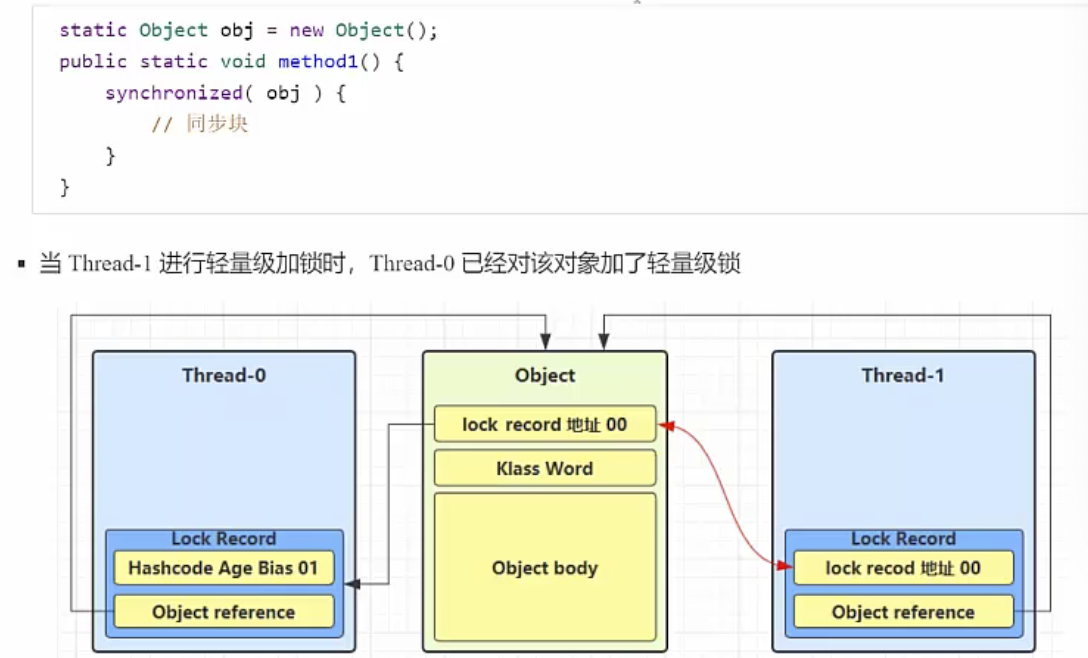 static Object obj = new Object();
public static void method1() {
synchronized( obj ) {
// 同步块
}
}
▪ 当 Thread-1 进行轻量级加锁时，Thread-0 已经对该对象加了轻量级锁
Thread-0
Object
Thread-1
lock record 地址 00
Klass Word
Object body
Lock Record
Hashcode Age Bias 01
Object reference
Lock Record
lock recod 地址 00
Object reference